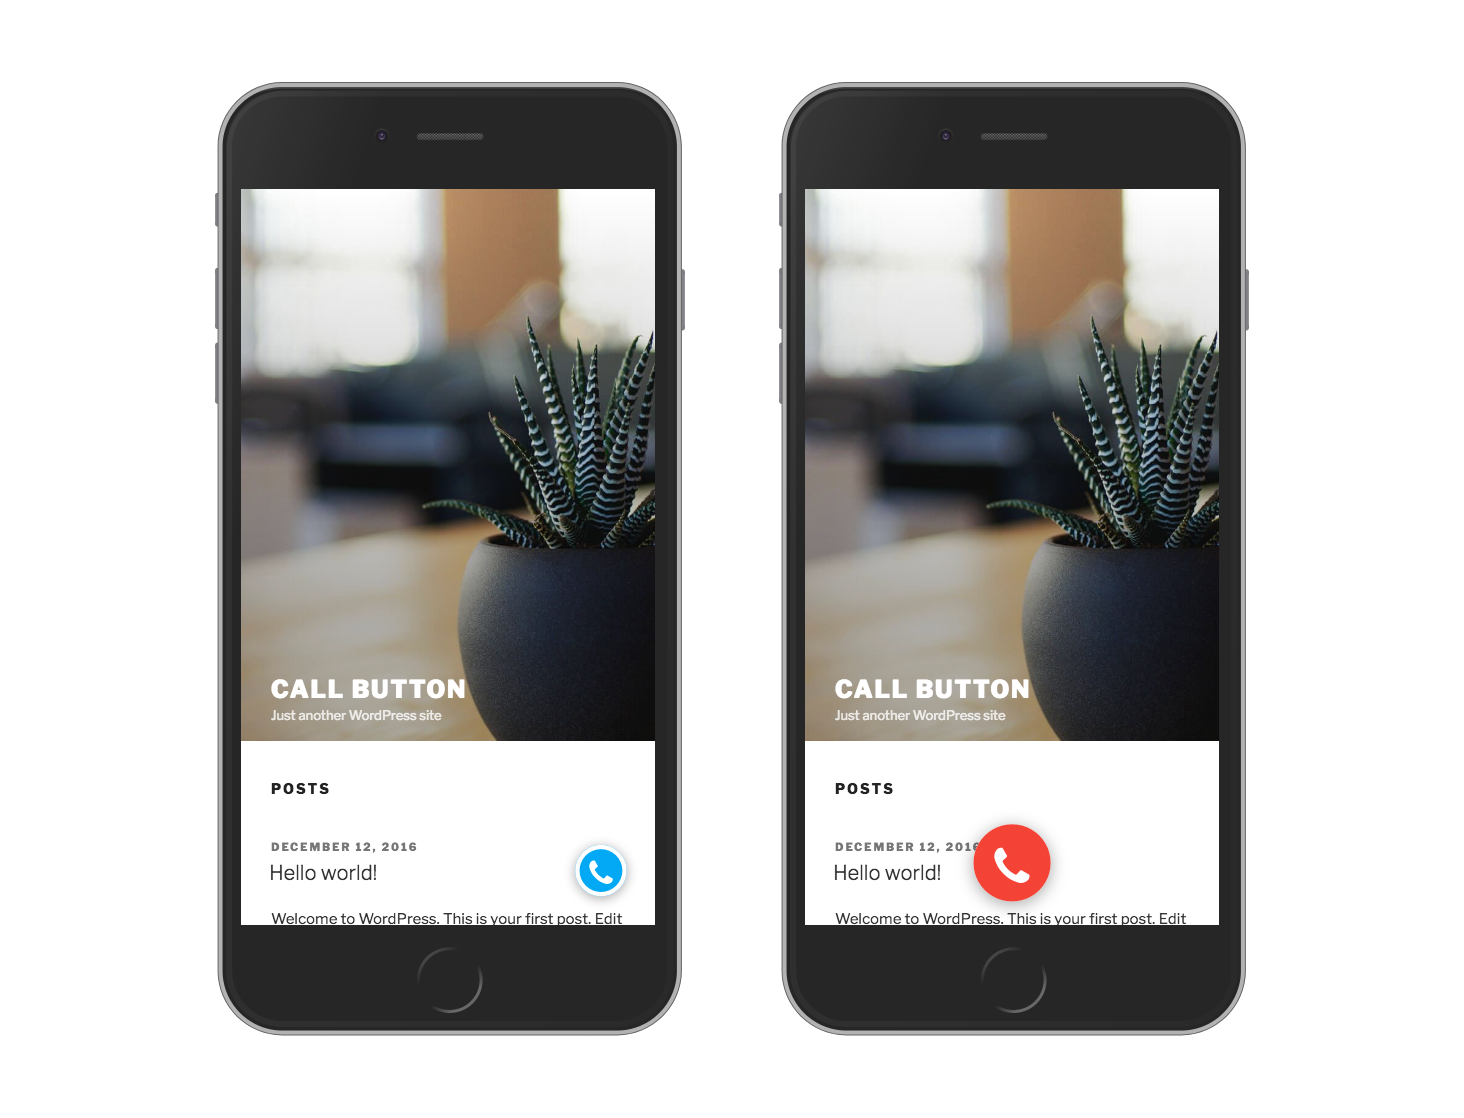 CALL BUTTON
Just another WordPress site
POSTS
DECEMBER 12, 2016
Hello world!
Welcome to WordPress. This is your first post. Edit
CALL BUTTON
Just another WordPress site
POSTS
DECEMBER 12, 2016
Hello world!
Welcome to WordPress. This is your first post. Edit